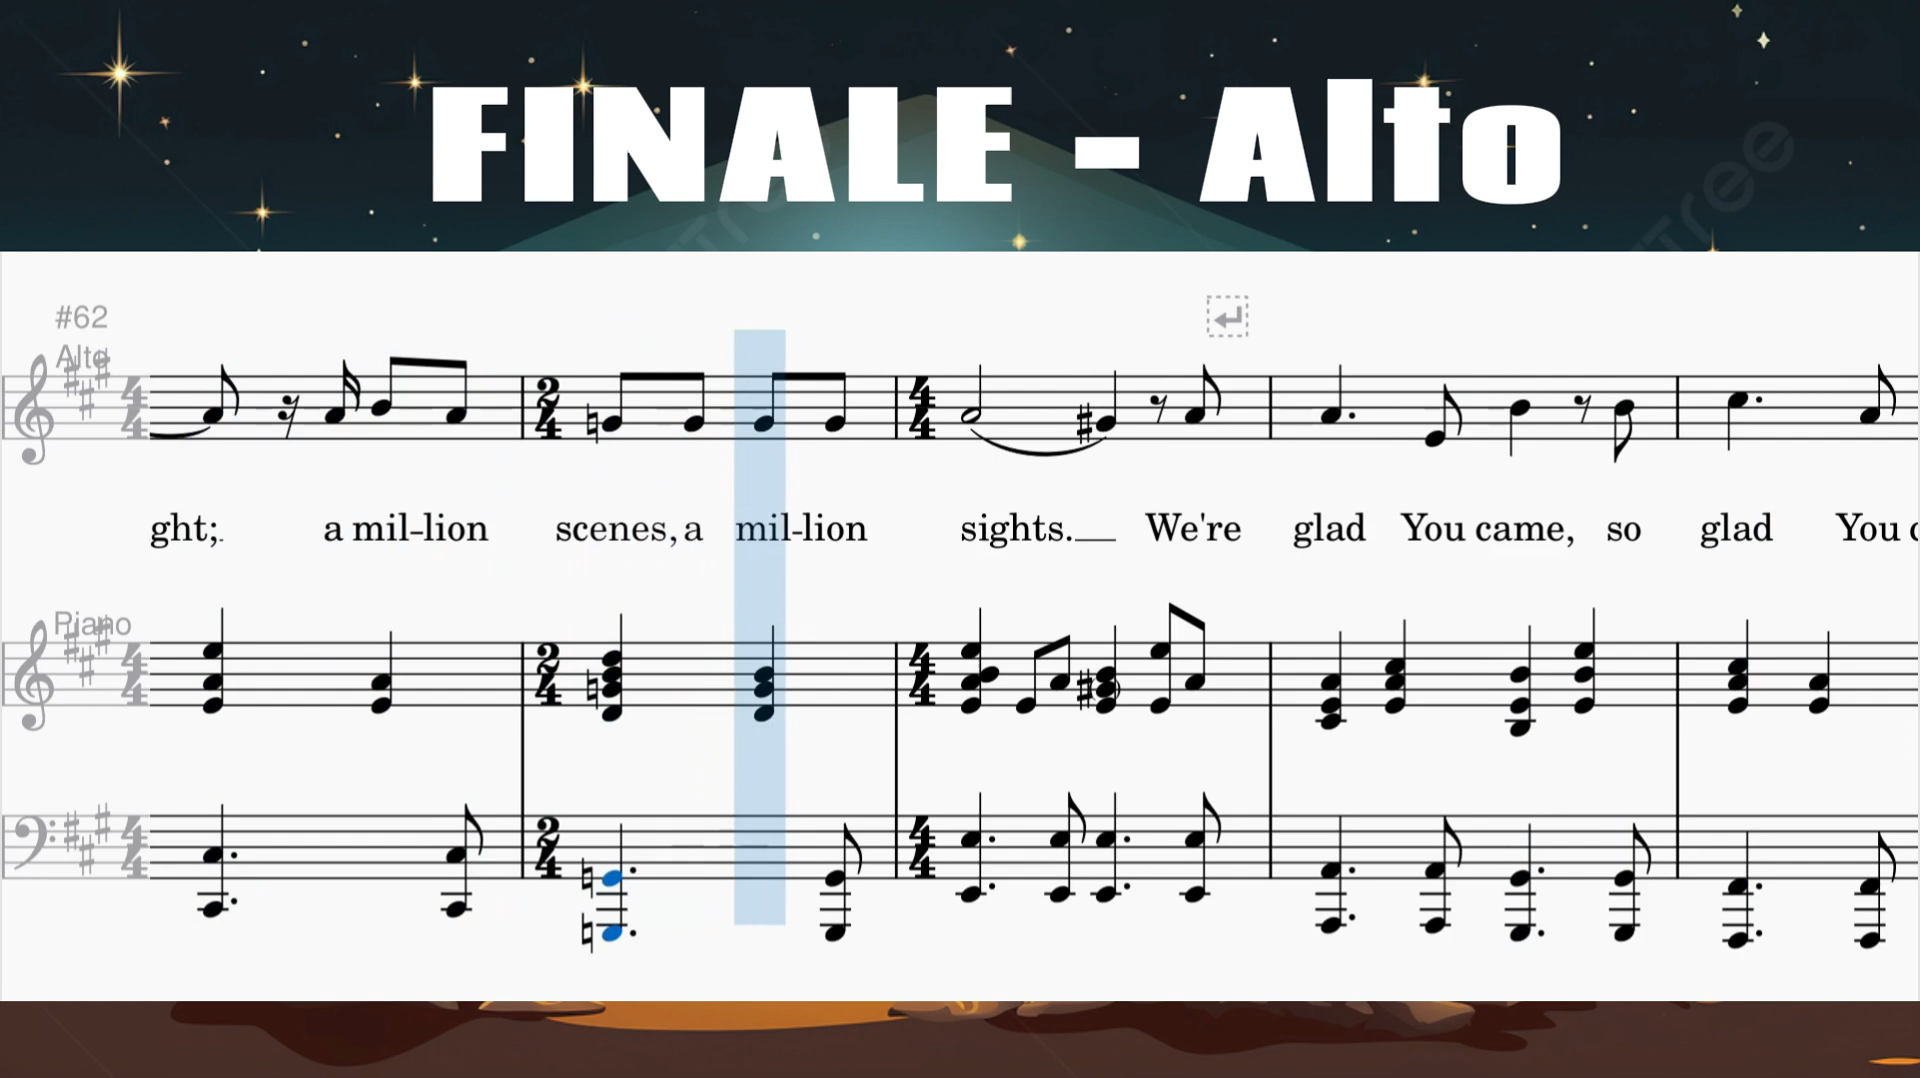 FINALE - Alto
#62
Alto
ght; a mil-lion scenes, a mil-lion sights. We're glad You came, so glad You c
Piano